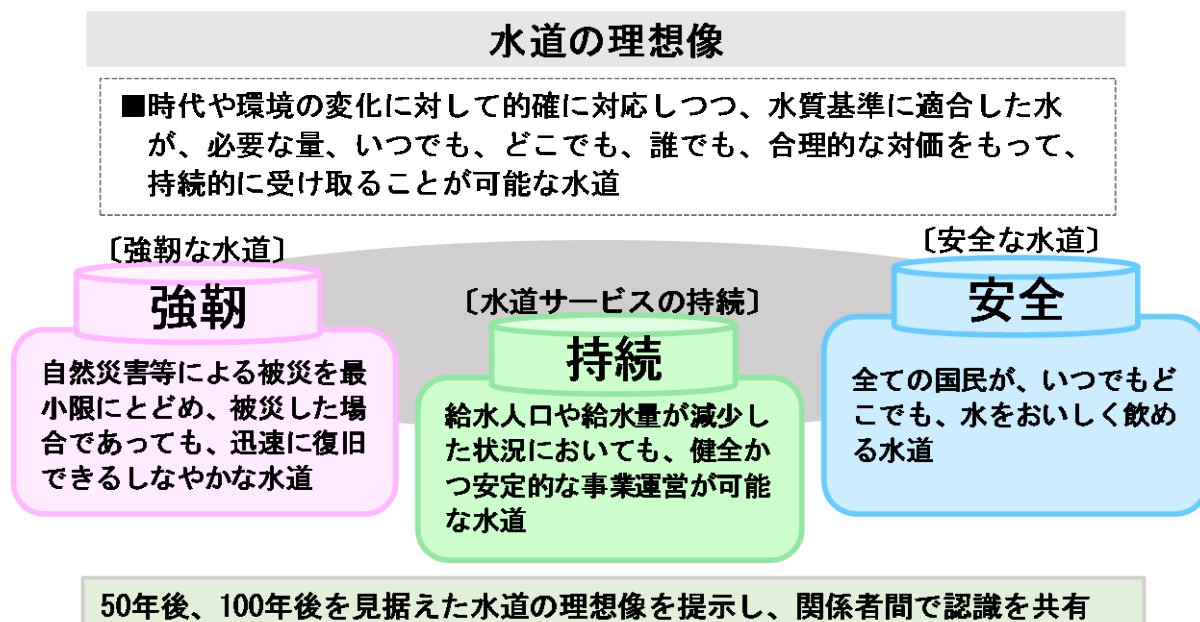 水道の理想像
■時代や環境の変化に対して的確に対応しつつ、水質基準に適合した水
が、必要な量、いつでも、どこでも、誰でも、合理的な対価をもって、
持続的に受け取ることが可能な水道
〔強靭な水道〕
強靭
自然災害等による被災を最
小限にとどめ、被災した場
合であっても、迅速に復旧
できるしなやかな水道
〔水道サービスの持続〕
持続
給水人口や給水量が減少し
た状況においても、健全か
つ安定的な事業運営が可能
な水道
〔安全な水道〕
安全
全ての国民が、いつでもど
こでも、水をおいしく飲め
る水道
50年後、100年後を見据えた水道の理想像を提示し、関係者間で認識を共有